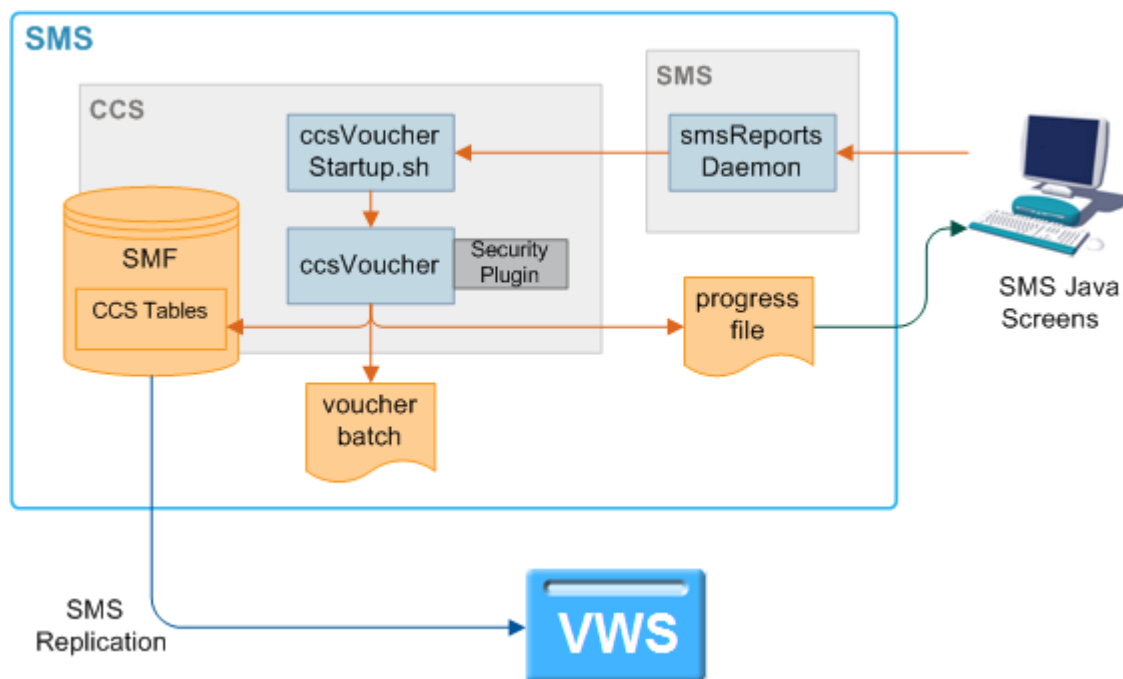 SMS
SMS
CCS
ccsVoucher
Startup.sh
smsReports
Daemon
SMF
ccsVoucher
Security
Plugin
CCS Tables
progress
file
SMS Java
Screens
voucher
batch
SMS
Replication
VWS